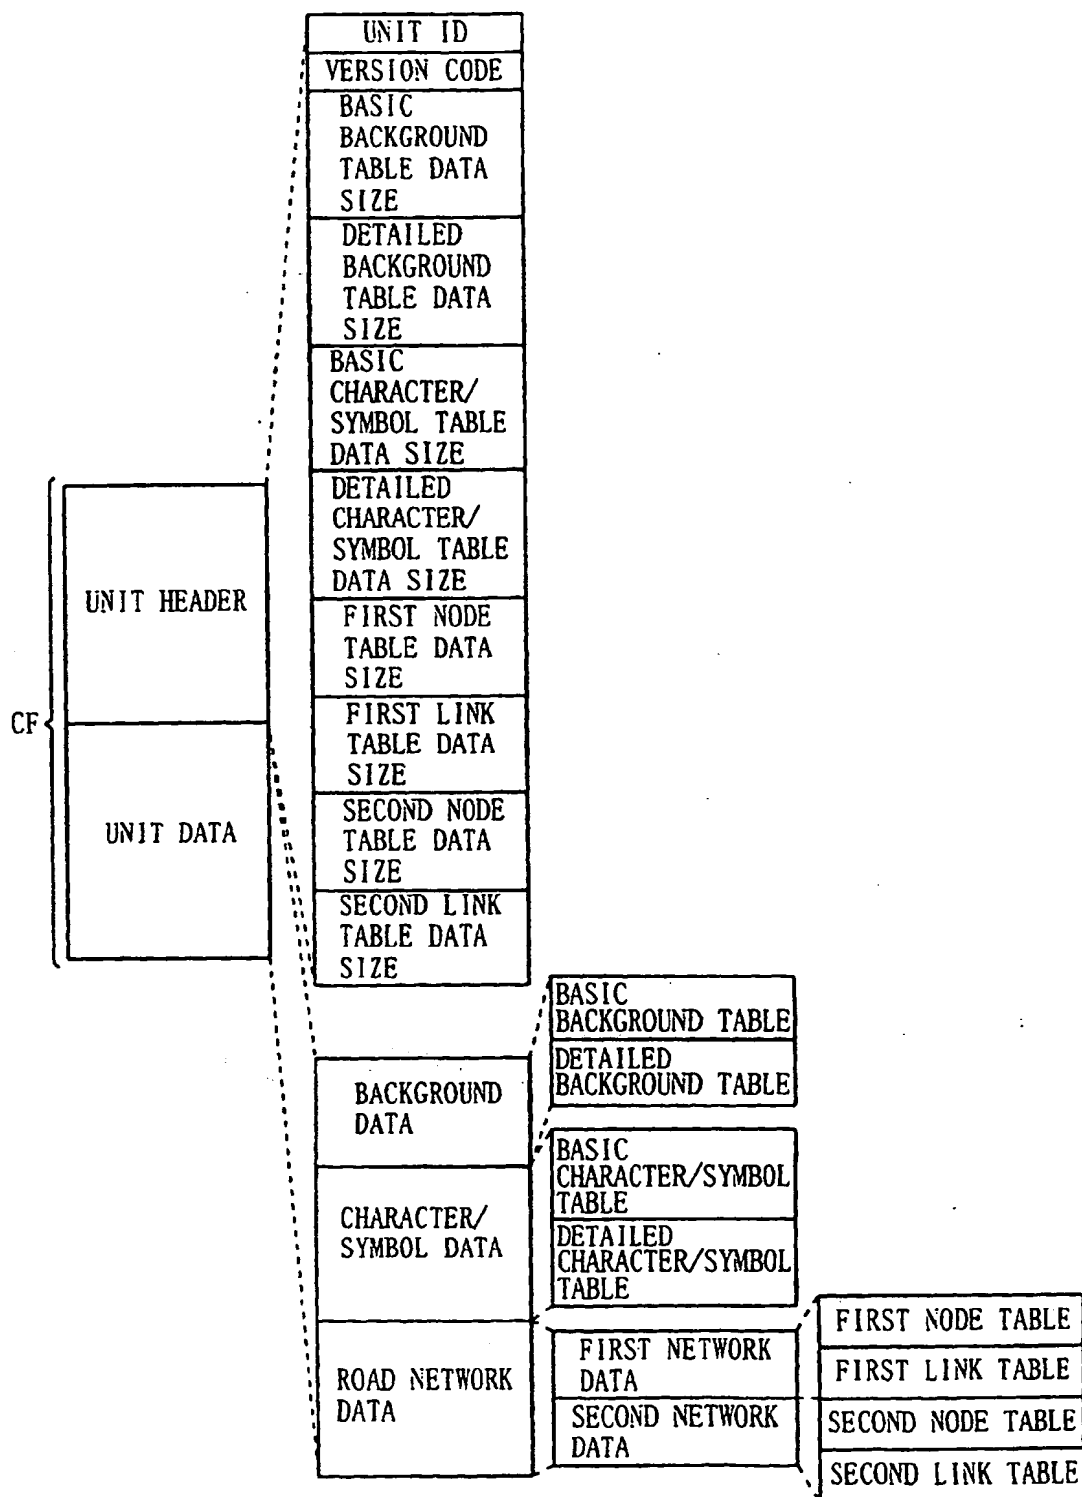 UNIT ID
VERSION CODE
BASIC
BACKGROUND
TABLE DATA
SIZE
DETAILED
BACKGROUND
TABLE DATA
SIZE
BASIC
CHARACTER/
SYMBOL TABLE
DATA SIZE
DETAILED
CHARACTER/
SYMBOL TABLE
DATA SIZE
FIRST NODE
TABLE DATA
SIZE
FIRST LINK
TABLE DATA
SIZE
SECOND NODE
TABLE DATA
SIZE
SECOND LINK
TABLE DATA
SIZE
CF
UNIT HEADER
UNIT DATA
BACKGROUND
DATA
CHARACTER/
SYMBOL DATA
ROAD NETWORK
DATA
BASIC
BACKGROUND TABLE
DETAILED
BACKGROUND TABLE
BASIC
CHARACTER/SYMBOL
TABLE
DETAILED
CHARACTER/SYMBOL
TABLE
FIRST NETWORK
DATA
SECOND NETWORK
DATA
FIRST NODE TABLE
FIRST LINK TABLE
SECOND NODE TABLE
SECOND LINK TABLE